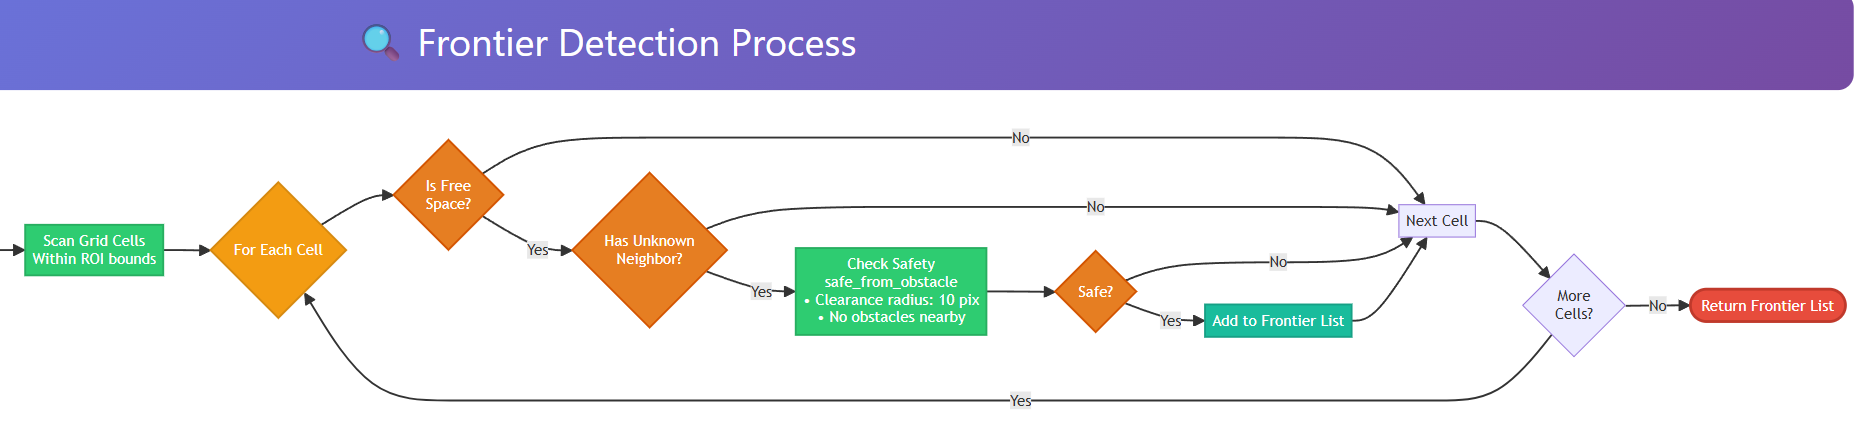 Frontier Detection Process
Scan Grid Cells
Within ROI bounds
For Each Cell
Is Free
Space?
No
Yes
Has Unknown
Neighbor?
No
Yes
Check Safety
safe_from_obstacle
• Clearance radius: 10 pix
• No obstacles nearby
Safe?
No
Yes
Add to Frontier List
Next Cell
More
Cells?
No
Return Frontier List
Yes